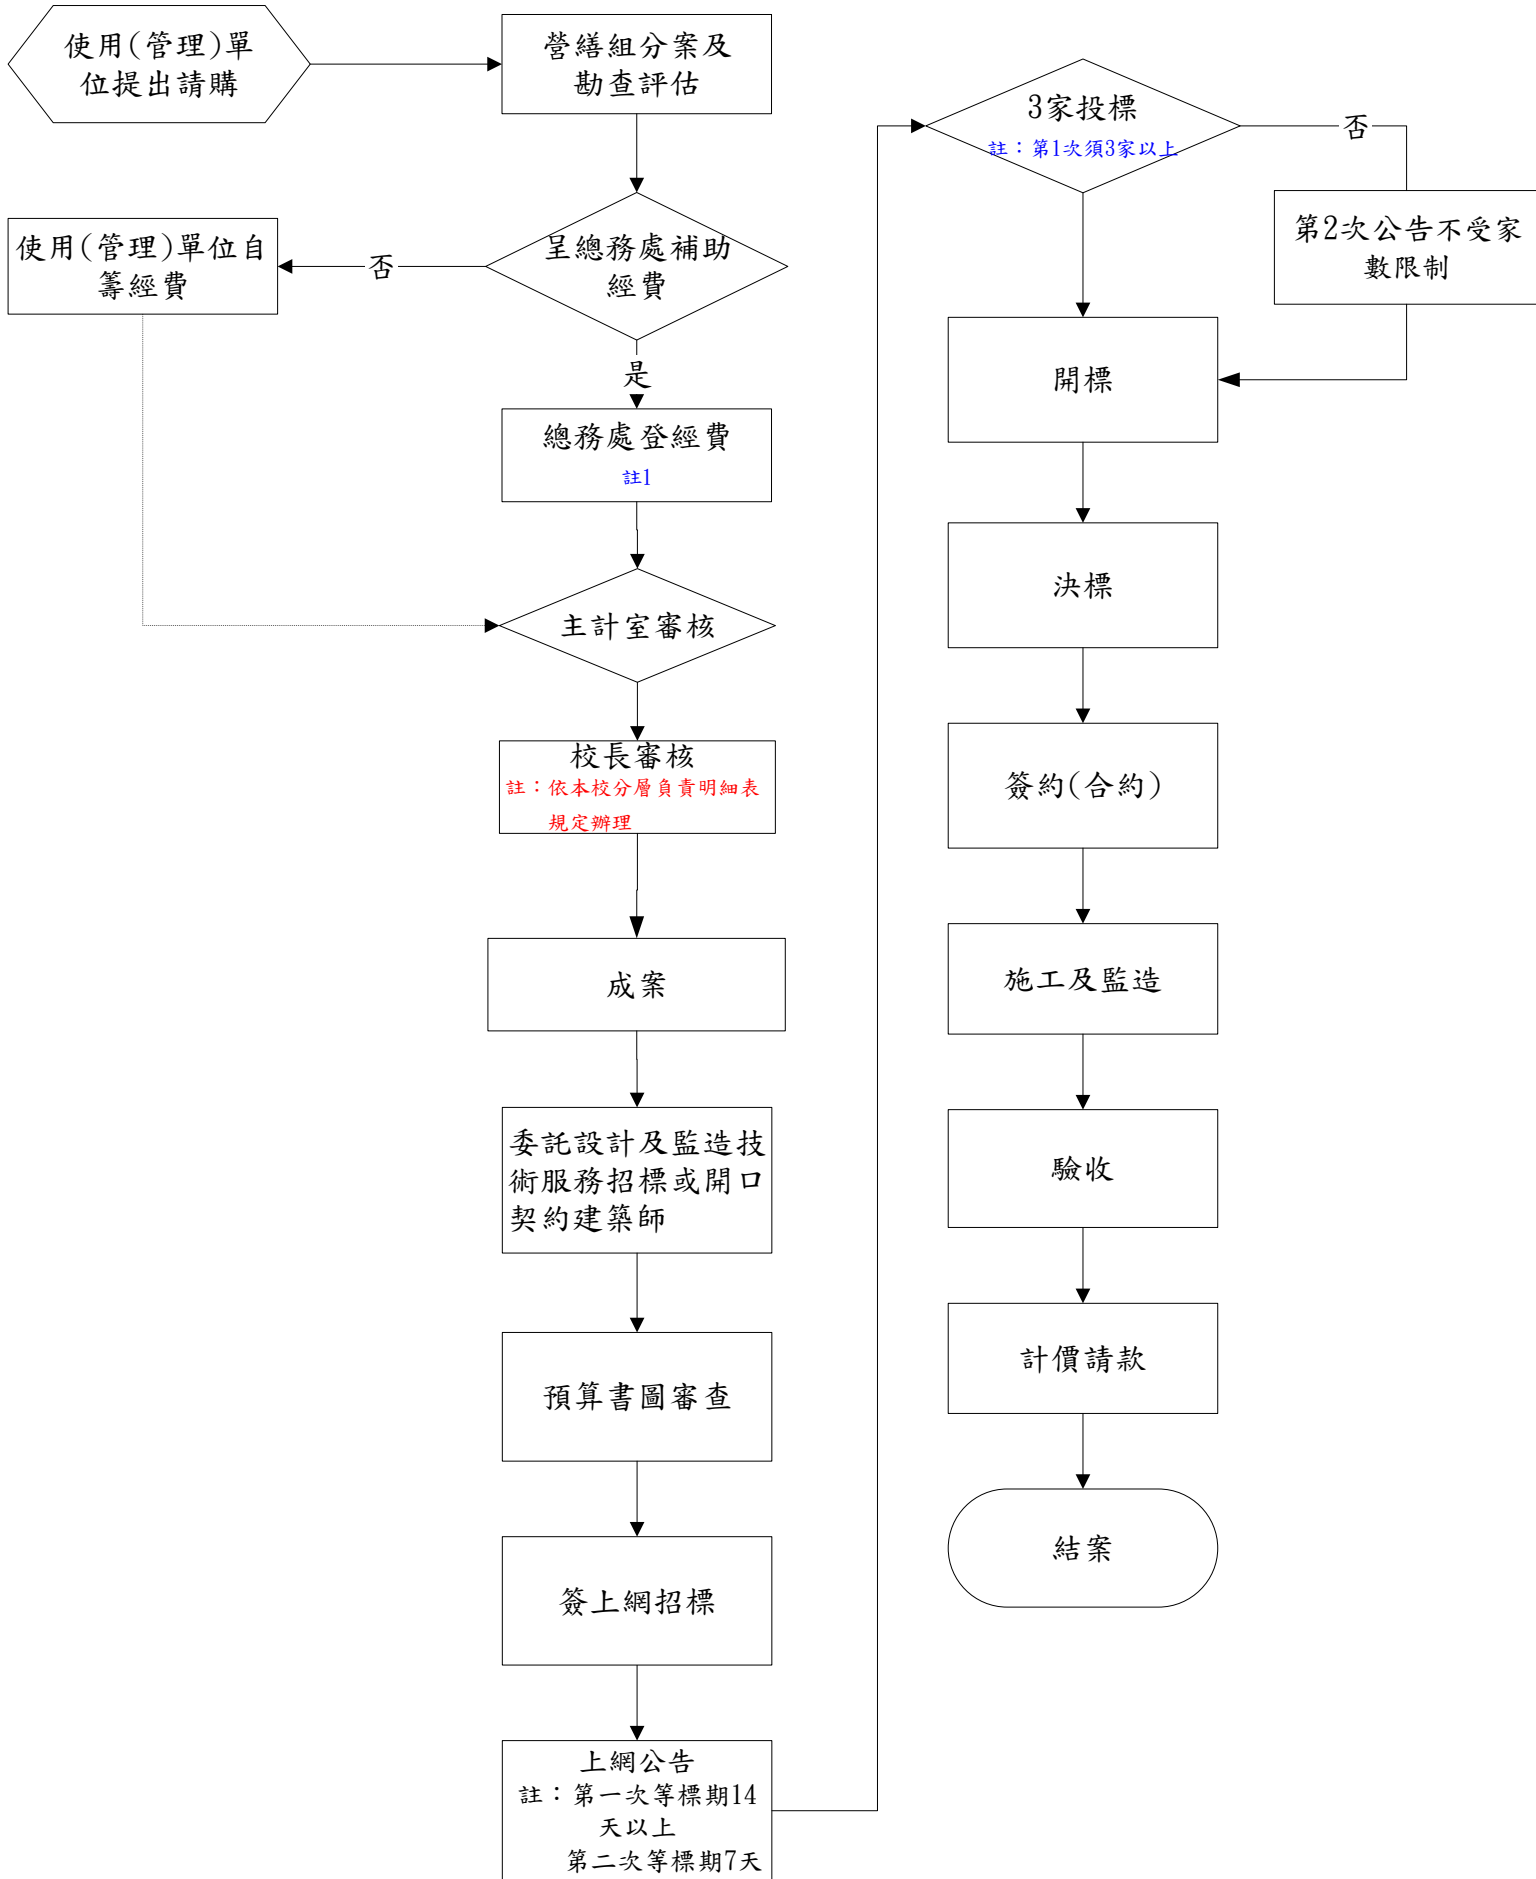 使用(管理)單
位提出請購
營繕組分案及
勘查評估
呈總務處補助
經費
否
使用(管理)單位自
籌經費
是
總務處登經費
註1
主計室審核
校長審核
註：依本校分層負責明細表
規定辦理
成案
委託設計及監造技
術服務招標或開口
契約建築師
預算書圖審查
簽上網招標
上網公告
註：第一次等標期14
天以上
第二次等標期7天
3家投標
註：第1次須3家以上
否
第2次公告不受家
數限制
開標
決標
簽約(合約)
施工及監造
驗收
計價請款
結案